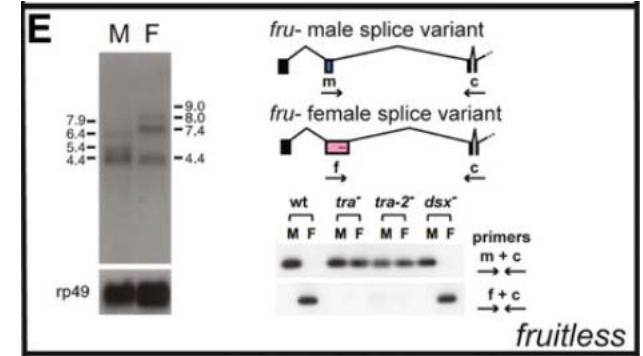 E
M F
7.9
6.4
5.4
4.4
9.0
8.0
7.4
4.4
rp49
fru- male splice variant
m
c
fru- female splice variant
f
c
wt tra- tra-2- dsx-
M F M F M F M F
primers
m + c
f + c
fruitless